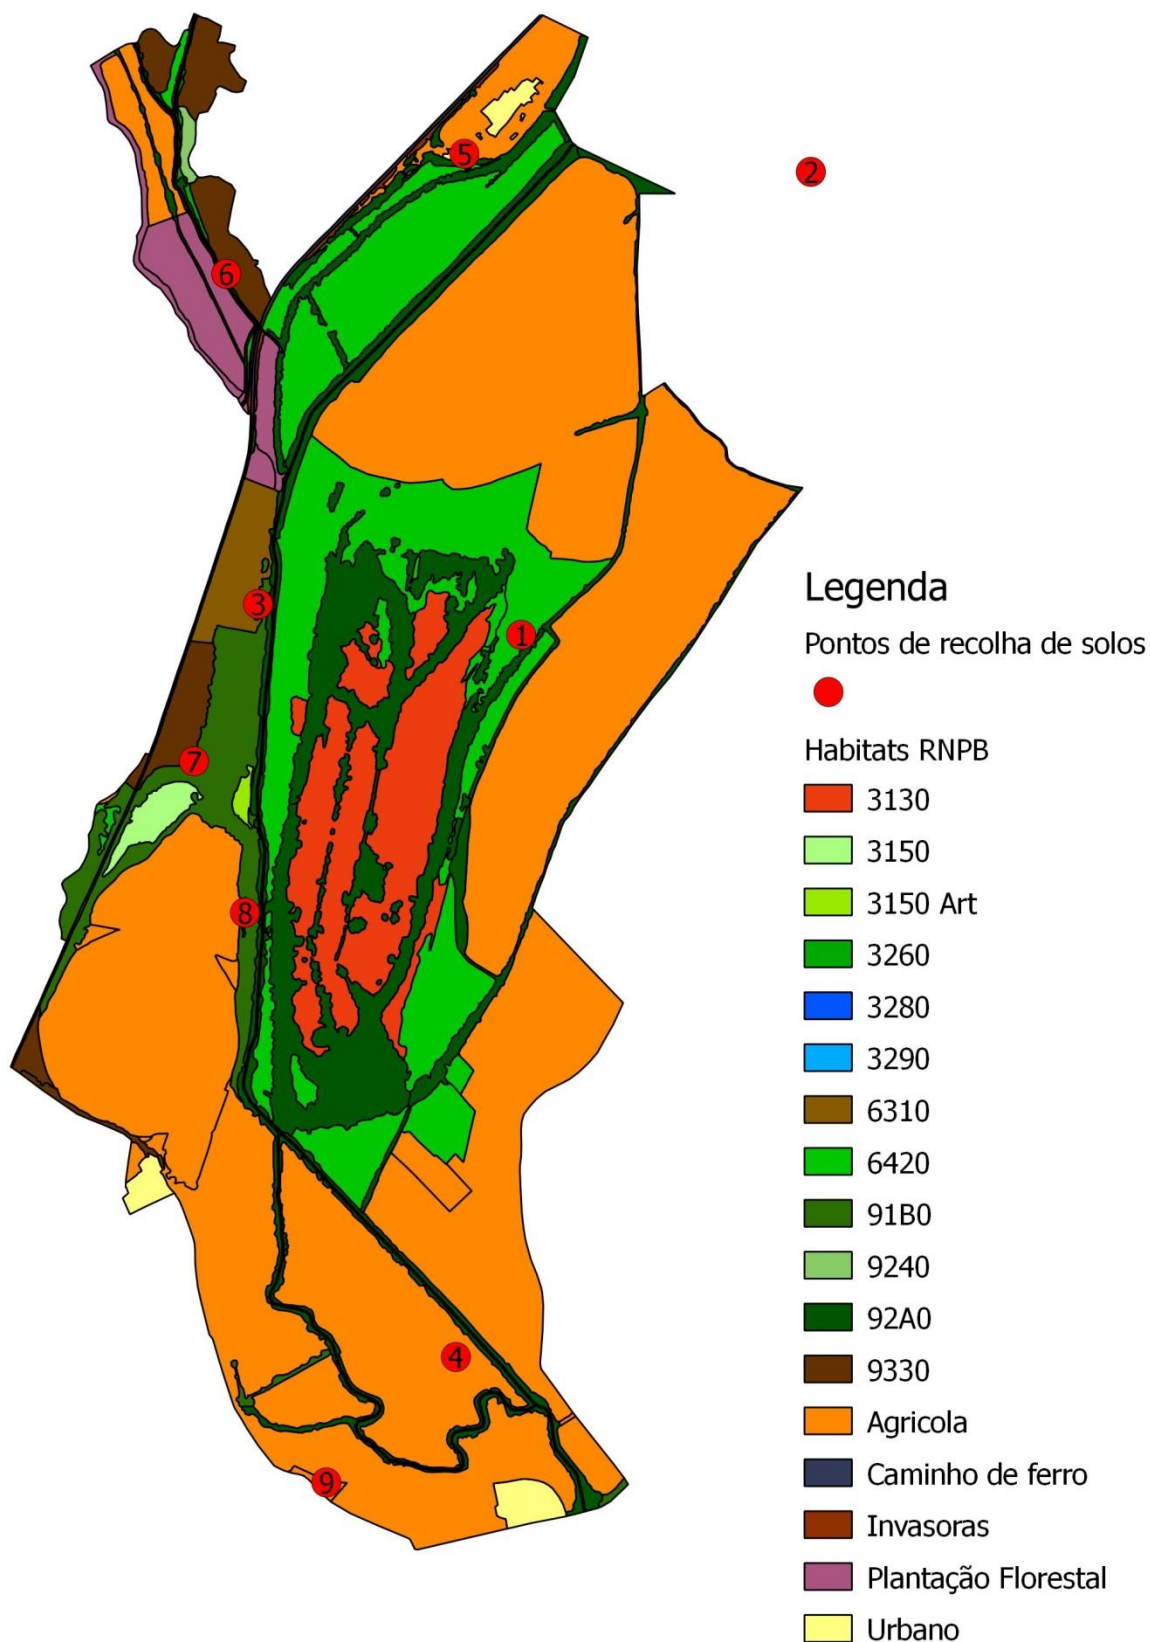 5
2
6
3
1
7
8
4
9
Legenda
Pontos de recolha de solos
Habitats RNPB
3130
3150
3150 Art
3260
3280
3290
6310
6420
91B0
9240
92A0
9330
Agricola
Caminho de ferro
Invasoras
Plantação Florestal
Urbano